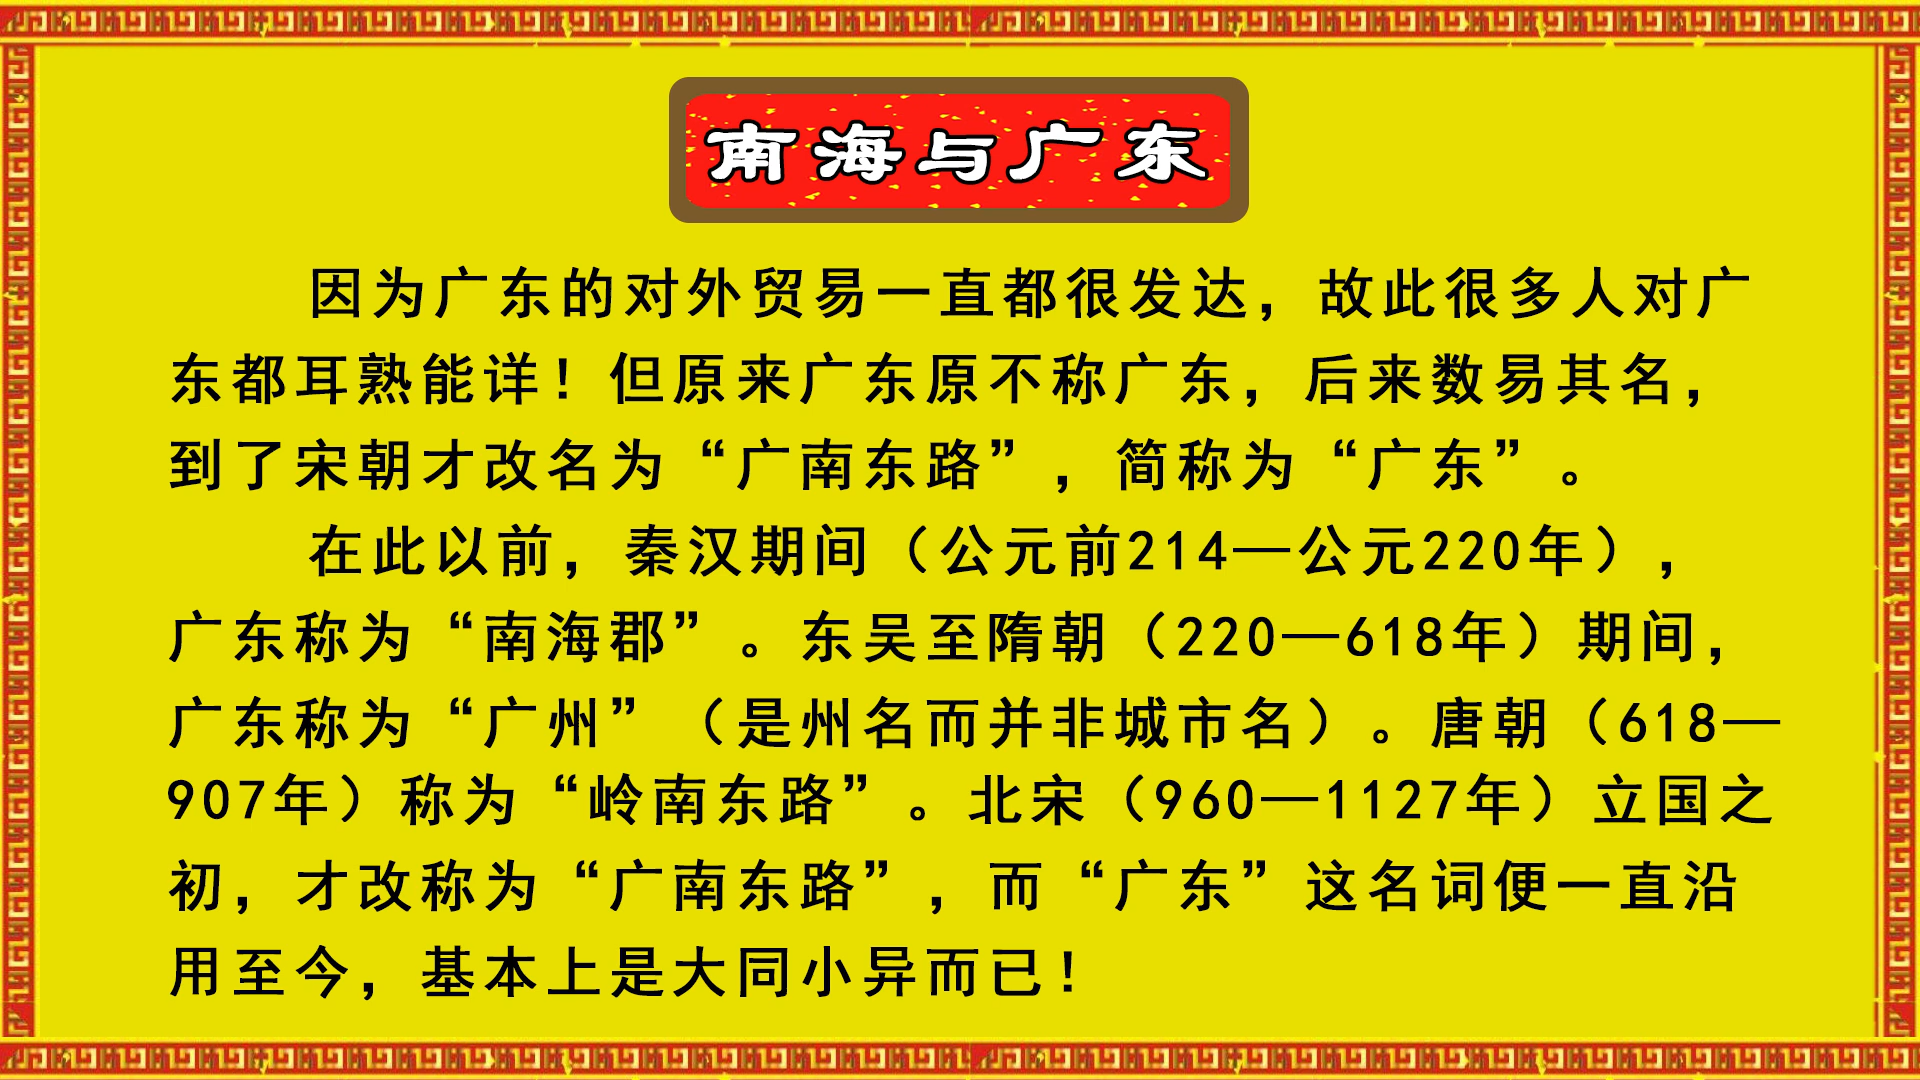 南海与广东
因为广东的对外贸易一直都很发达，故此很多人对广
东都耳熟能详！但原来广东原不称广东，后来数易其名，
到了宋朝才改名为“广南东路”，简称为“广东”。
在此以前，秦汉期间（公元前214—公元220年），
广东称为“南海郡”。东吴至隋朝（220—618年）期间，
广东称为“广州”（是州名而并非城市名）。唐朝（618—
907年）称为“岭南东路”。北宋（960—1127年）立国之
初，才改称为“广南东路”，而“广东”这名词便一直沿
用至今，基本上是大同小异而已！